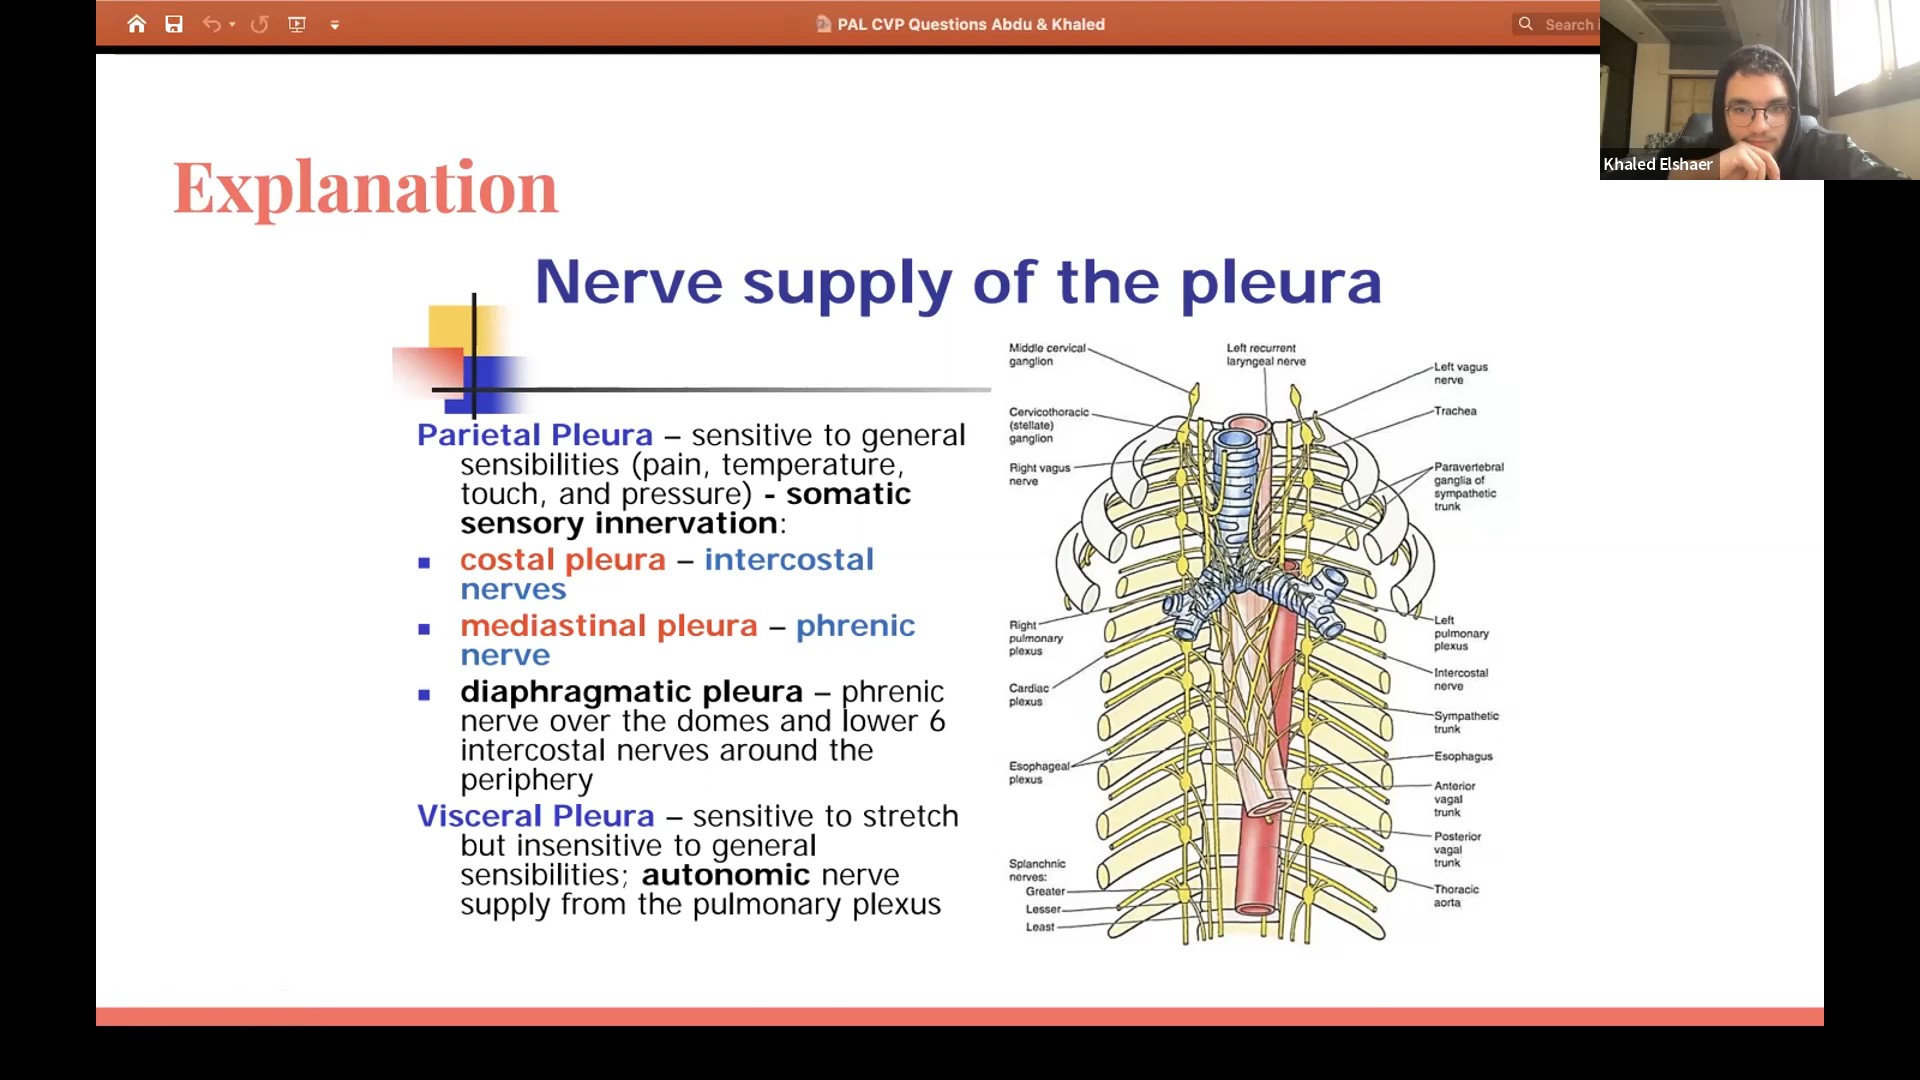 PAL CVP Questions Abdu & Khaled
Khaled Elshaer
Explanation
Nerve supply of the pleura
Parietal Pleura – sensitive to general
sensibilities (pain, temperature,
touch, and pressure) - somatic
sensory innervation:
costal pleura – intercostal
nerves
mediastinal pleura – phrenic
nerve
diaphragmatic pleura – phrenic
nerve over the domes and lower 6
intercostal nerves around the
periphery
Visceral Pleura – sensitive to stretch
but insensitive to general
sensibilities; autonomic nerve
supply from the pulmonary plexus
Middle cervical
ganglion
Cervicothoracic
(stellate)
ganglion
Right vagus
nerve
Right
pulmonary
plexus
Cardiac
plexus
Esophageal
plexus
Splanchnic
nerves:
Greater
Lesser
Least
Left recurrent
laryngeal nerve
Left vagus
nerve
Trachea
Paravertebral
ganglia of
sympathetic
trunk
Left
pulmonary
plexus
Intercostal
nerve
Sympathetic
trunk
Esophagus
Anterior
vagal
trunk
Posterior
vagal
trunk
Thoracic
aorta
Search